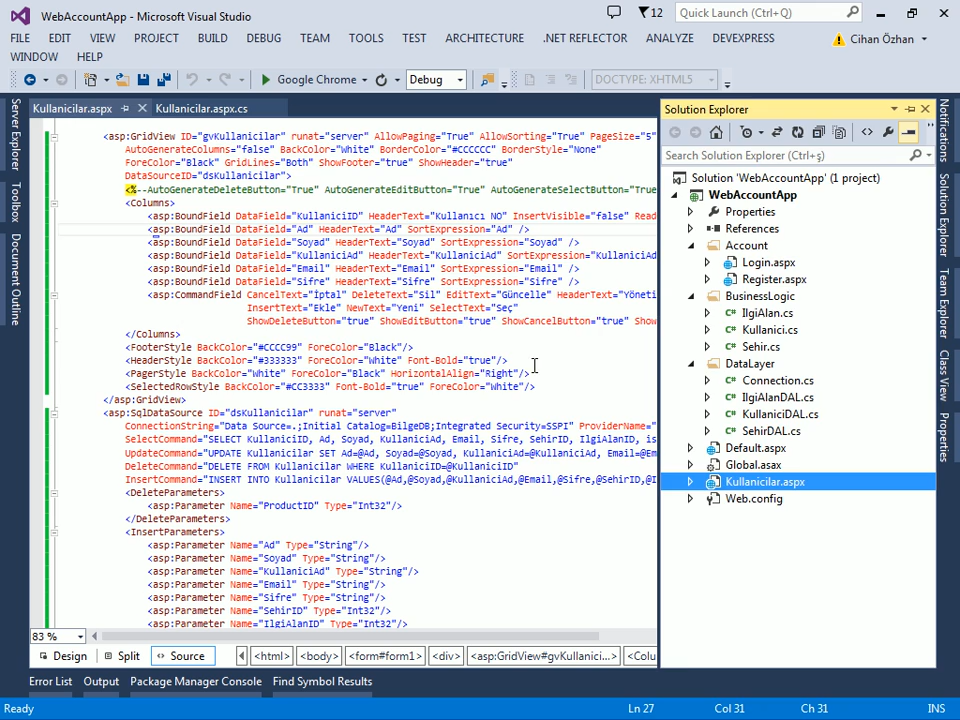 WebAccountApp - Microsoft Visual Studio
12
Quick Launch (Ctrl+Q)
FILE EDIT VIEW PROJECT BUILD DEBUG TEAM TOOLS TEST ARCHITECTURE .NET REFLECTOR ANALYZE DEVEXPRESS
Cihan Özhan
WINDOW HELP
Google Chrome
Debug
DOCTYPE: XHTML5
Kullanicilar.aspx
Kullanicilar.aspx.cs
Server Explorer
Toolbox
Document Outline
<asp:GridView ID="gvKullanicilar" runat="server" AllowPaging="True" AllowSorting="True" PageSize="5"
AutoGenerateColumns="false" BackColor="White" BorderColor="#CCCCCC" BorderStyle="None"
ForeColor="Black" GridLines="Both" ShowFooter="true" ShowHeader="true"
DataSourceID="dsKullanicilar">
<%--AutoGenerateDeleteButton="True" AutoGenerateEditButton="True" AutoGenerateSelectButton="True
<Columns>
<asp:BoundField DataField="KullaniciID" HeaderText="Kullanıcı NO" InsertVisible="false" Read
<asp:BoundField DataField="Ad" HeaderText="Ad" SortExpression="Ad" />
<asp:BoundField DataField="Soyad" HeaderText="Soyad" SortExpression="Soyad" />
<asp:BoundField DataField="KullaniciAd" HeaderText="KullaniciAd" SortExpression="KullaniciAd
<asp:BoundField DataField="Email" HeaderText="Email" SortExpression="Email" />
<asp:BoundField DataField="Sifre" HeaderText="Sifre" SortExpression="Sifre" />
<asp:CommandField CancelText="İptal" DeleteText="Sil" EditText="Güncelle" HeaderText="Yöneti
InsertText="Ekle" NewText="Yeni" SelectText="Seç"
ShowDeleteButton="true" ShowEditButton="true" ShowCancelButton="true" Sho
</Columns>
<FooterStyle BackColor="#CCCC99" ForeColor="Black"/>
<HeaderStyle BackColor="#333333" ForeColor="White" Font-Bold="true"/>
<PagerStyle BackColor="White" ForeColor="Black" HorizontalAlign="Right"/>
<SelectedRowStyle BackColor="#CC3333" Font-Bold="true" ForeColor="White"/>
</asp:GridView>
<asp:SqlDataSource ID="dsKullanicilar" runat="server"
ConnectionString="Data Source=.;Initial Catalog=BilgeDB;Integrated Security=SSPI" ProviderName="
SelectCommand="SELECT KullaniciID, Ad, Soyad, KullaniciAd, Email, Sifre, SehirID, IlgiAlanID, is
UpdateCommand="UPDATE Kullanicilar SET Ad=@Ad, Soyad=@Soyad, KullaniciAd=@KullaniciAd, Email=@Em
DeleteCommand="DELETE FROM Kullanicilar WHERE KullaniciID=@KullaniciID"
InsertCommand="INSERT INTO Kullanicilar VALUES(@Ad,@Soyad,@KullaniciAd,@Email,@Sifre,@SehirID,@I
<DeleteParameters>
<asp:Parameter Name="ProductID" Type="Int32"/>
</DeleteParameters>
<InsertParameters>
<asp:Parameter Name="Ad" Type="String"/>
<asp:Parameter Name="Soyad" Type="String"/>
<asp:Parameter Name="KullaniciAd" Type="String"/>
<asp:Parameter Name="Email" Type="String"/>
<asp:Parameter Name="Sifre" Type="String"/>
<asp:Parameter Name="SehirID" Type="Int32"/>
<asp:Parameter Name="IlgiAlanID" Type="Int32"/>
83 %
Design Split Source
<html> <body> <form#form1> <div> <asp:GridView#gvKullanici...> <Colu
Solution Explorer
Search Solution Explorer (Ctrl+ş)
Solution 'WebAccountApp' (1 project)
WebAccountApp
Properties
References
Account
Login.aspx
Register.aspx
BusinessLogic
IlgiAlan.cs
Kullanici.cs
Sehir.cs
DataLayer
Connection.cs
IlgiAlanDAL.cs
KullaniciDAL.cs
SehirDAL.cs
Default.aspx
Global.asax
Kullanicilar.aspx
Web.config
Notifications
Solution Explorer
Team Explorer
Class View
Properties
Error List Output Package Manager Console Find Symbol Results
Ready
Ln 27 Col 31 Ch 31 INS